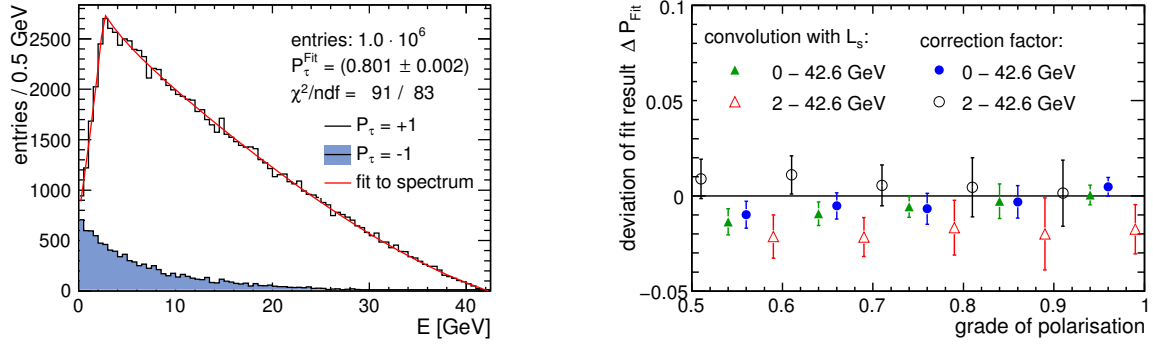 entries / 0.5 GeV
2500
2000
1500
1000
500
0
0 10 20 30 40
E [GeV]
entries: 1.0 · 10⁶
P_τ^Fit = (0.801 ± 0.002)
χ²/ndf = 91 / 83
P_τ = +1
P_τ = -1
fit to spectrum
deviation of fit result Δ P_Fit
0.1
0.05
0
−0.05
0.5 0.6 0.7 0.8 0.9 1
grade of polarisation
convolution with L_s:
0 – 42.6 GeV
2 – 42.6 GeV
correction factor:
0 – 42.6 GeV
2 – 42.6 GeV